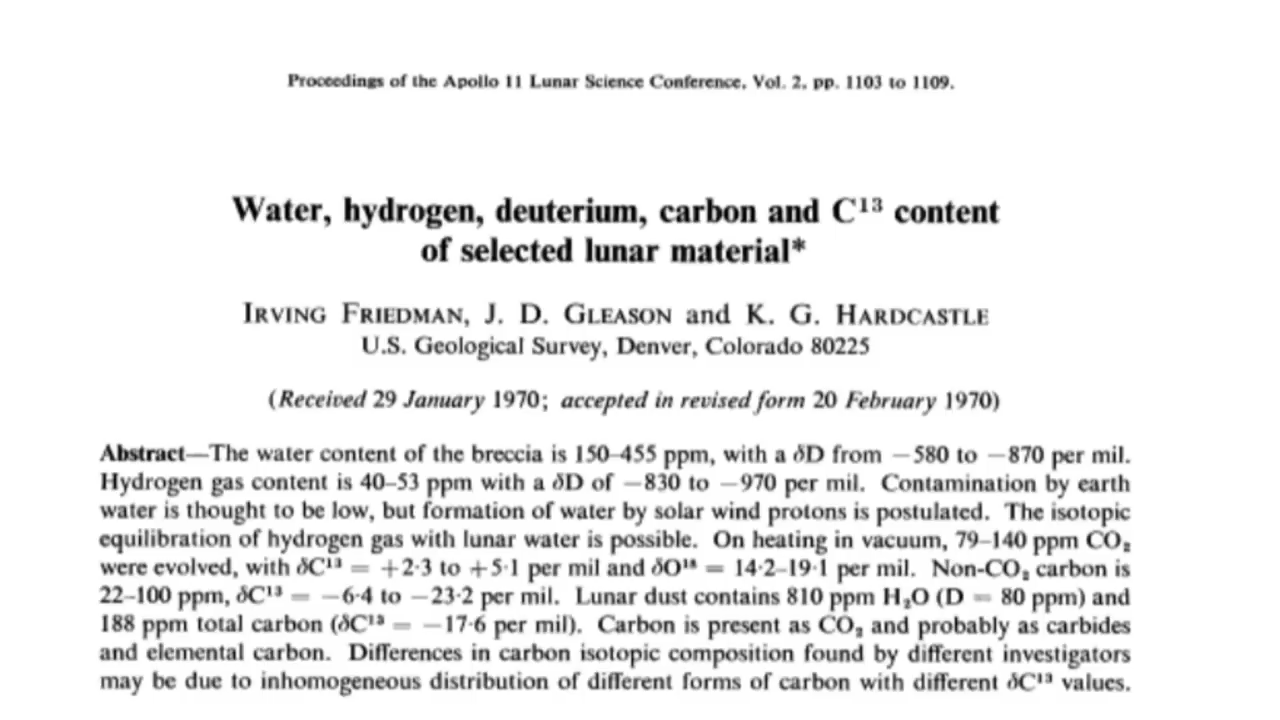 Proceedings of the Apollo 11 Lunar Science Conference, Vol. 2, pp. 1103 to 1109.
Water, hydrogen, deuterium, carbon and C¹³ content
of selected lunar material*
IRVING FRIEDMAN, J. D. GLEASON and K. G. HARDCASTLE
U.S. Geological Survey, Denver, Colorado 80225
(Received 29 January 1970; accepted in revised form 20 February 1970)
Abstract—The water content of the breccia is 150–455 ppm, with a δD from −580 to −870 per mil.
Hydrogen gas content is 40–53 ppm with a δD of −830 to −970 per mil. Contamination by earth
water is thought to be low, but formation of water by solar wind protons is postulated. The isotopic
equilibration of hydrogen gas with lunar water is possible. On heating in vacuum, 79–140 ppm CO₂
were evolved, with δC¹³ = +2·3 to +5·1 per mil and δO¹⁸ = 14·2–19·1 per mil. Non-CO₂ carbon is
22–100 ppm, δC¹³ = −6·4 to −23·2 per mil. Lunar dust contains 810 ppm H₂O (D = 80 ppm) and
188 ppm total carbon (δC¹³ = −17·6 per mil). Carbon is present as CO₂ and probably as carbides
and elemental carbon. Differences in carbon isotopic composition found by different investigators
may be due to inhomogeneous distribution of different forms of carbon with different δC¹³ values.